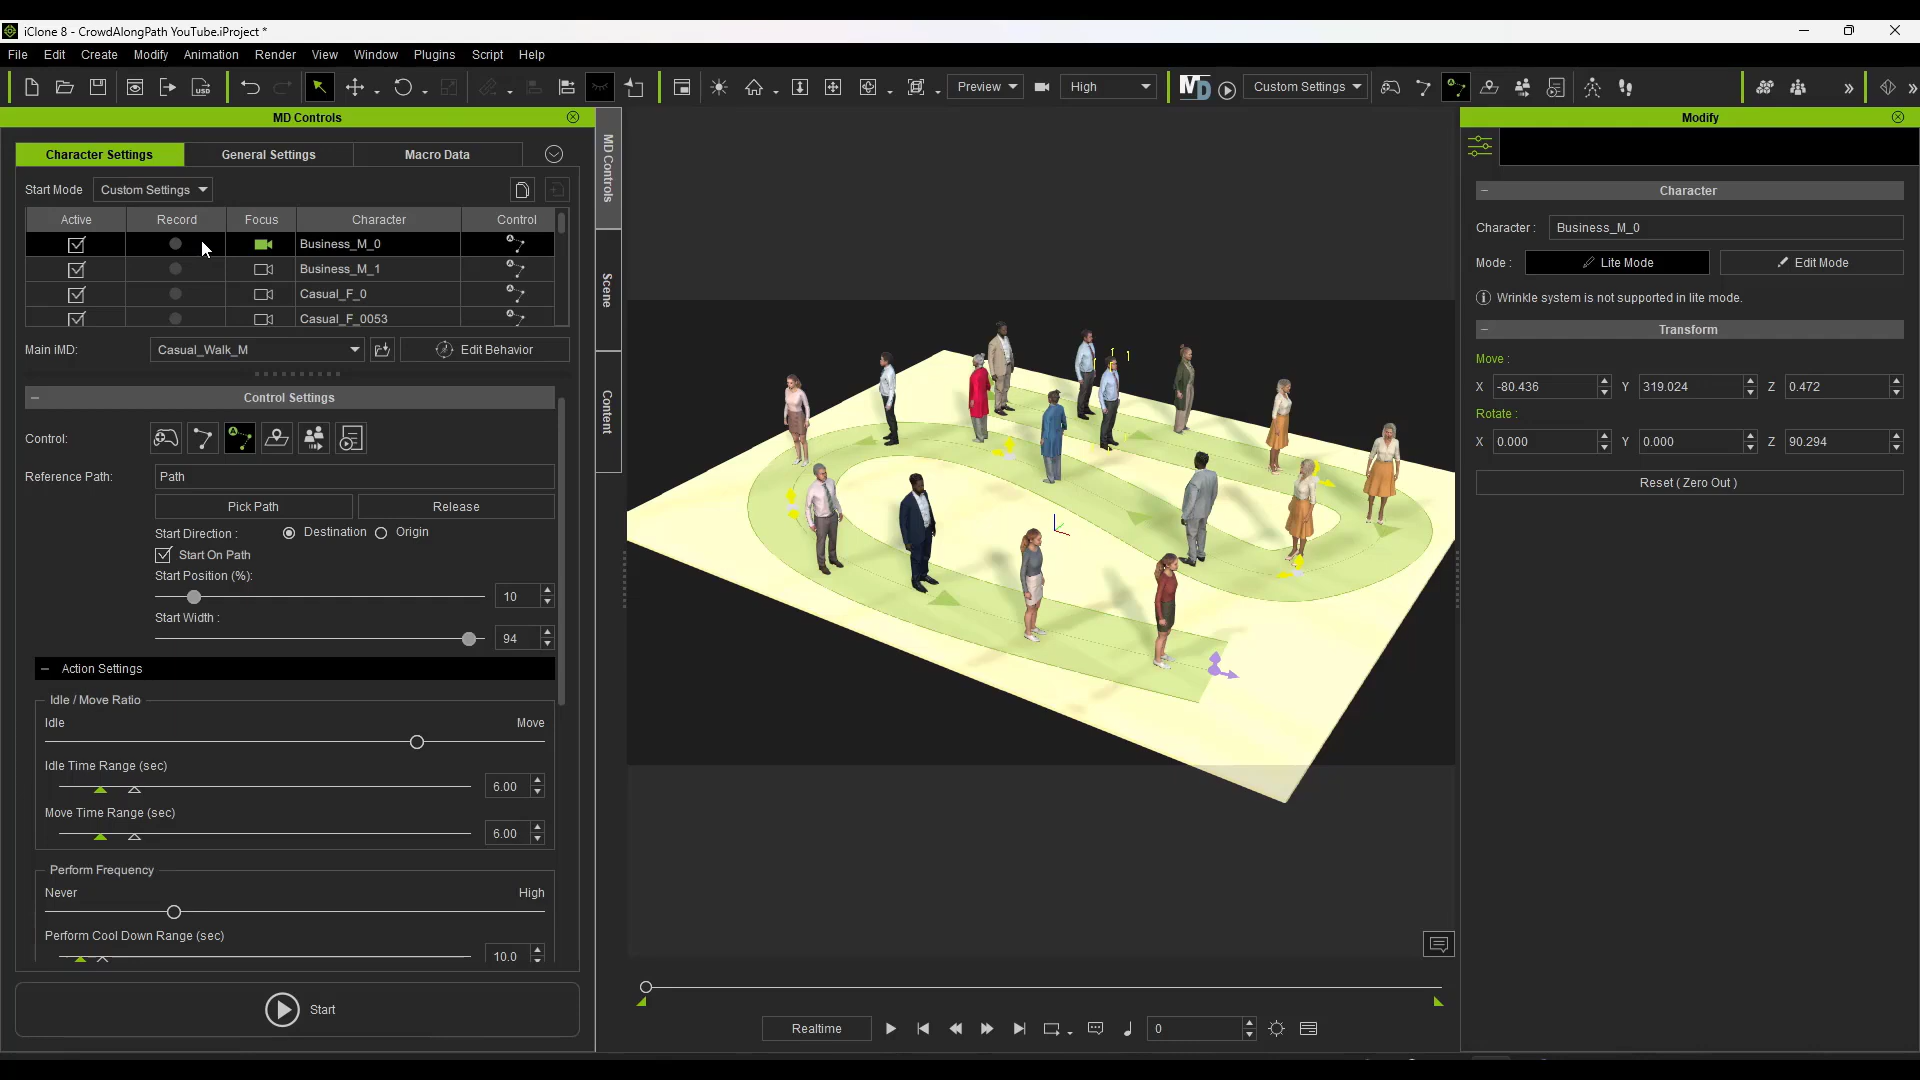 iClone 8 - CrowdAlongPath YouTube.iProject *
File Edit Create Modify Animation Render View Window Plugins Script Help
USD Preview High MD Custom Settings
MD Controls
Modify
Character Settings General Settings Macro Data
Start Mode Custom Settings
Active Record Focus Character Control
Business_M_0
Business_M_1
Casual_F_0
Casual_F_0053
Main iMD: Casual_Walk_M Edit Behavior
Control Settings
Control:
Reference Path: Path
Pick Path Release
Start Direction : Destination Origin
Start On Path
Start Position (%):
10
Start Width :
94
Action Settings
Idle / Move Ratio
Idle Move
Idle Time Range (sec)
6.00
Move Time Range (sec)
6.00
Perform Frequency
Never High
Perform Cool Down Range (sec)
10.0
Start
MD Controls
Scene
Content
Realtime 0
Character
Character : Business_M_0
Mode : Lite Mode Edit Mode
Wrinkle system is not supported in lite mode.
Transform
Move :
X -80.436 Y 319.024 Z 0.472
Rotate :
X 0.000 Y 0.000 Z 90.294
Reset ( Zero Out )